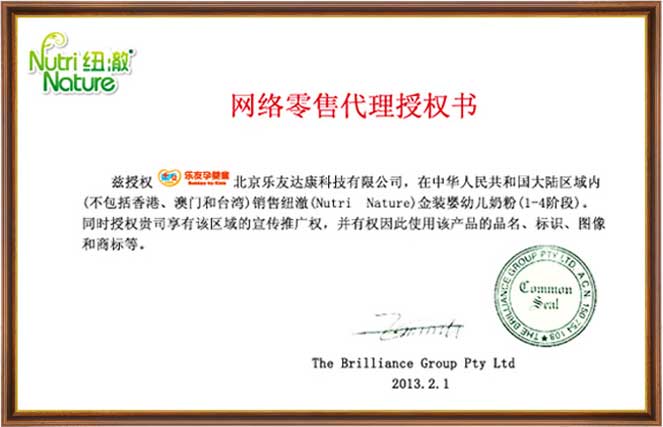 Nutri 纽澈
Nature
网络零售代理授权书
兹授权 乐友孕婴童 北京乐友达康科技有限公司，在中华人民共和国大陆区域内
(不包括香港、澳门和台湾)销售纽澈(Nutri Nature)金装婴幼儿奶粉(1-4阶段)。
同时授权贵司享有该区域的宣传推广权，并有权因此使用该产品的品名、标识、图像
和商标等。
THE BRILLIANCE GROUP PTY LTD A.C.N. 150 754 108
Common
Seal
The Brilliance Group Pty Ltd
2013.2.1